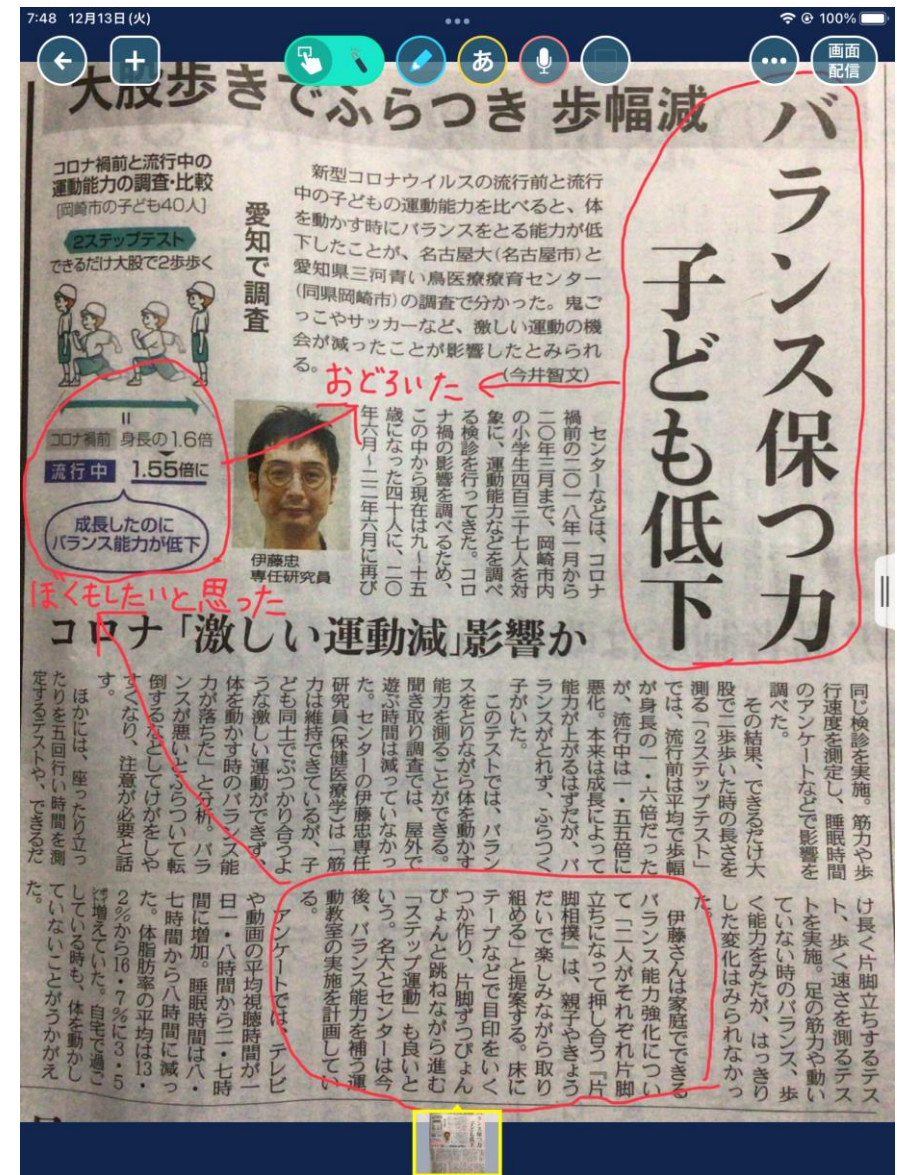 7:48 12月13日(火)
100%
あ
画面
配信
大股歩きでふらつき 歩幅減
バランス保つ力
子ども低下
コロナ禍前と流行中の
運動能力の調査・比較
[岡崎市の子ども40人]
2ステップテスト
できるだけ大股で2歩歩く
コロナ禍前 身長の1.6倍
流行中 1.55倍に
成長したのに
バランス能力が低下
愛知で調査
新型コロナウイルスの流行前と流行
中の子どもの運動能力を比べると、体
を動かす時にバランスをとる能力が低
下したことが、名古屋大(名古屋市)と
愛知県三河青い鳥医療療育センター
(同県岡崎市)の調査で分かった。鬼ご
っこやサッカーなど、激しい運動の機
会が減ったことが影響したとみられ
る。
(今井智文)
おどろいた
伊藤忠
専任研究員
センターなどは、コロナ
禍前の二〇一八年一月から
二〇年三月まで、岡崎市内
の小学生四百三十七人を対
象に、運動能力などを調べ
る検診を行ってきた。コロ
ナ禍の影響を調べるため、
この中から現在は九〜十五
歳になった四十人に、二〇
年六月〜二二年六月に再び
ぼくもしたいと思った
コロナ「激しい運動減」影響か
同じ検診を実施。筋力や歩
行速度を測定し、睡眠時間
のアンケートなどで影響を
調べた。
その結果、できるだけ大
股で二歩歩いた時の長さを
測る「2ステップテスト」
では、流行前は平均で歩幅
が身長の一・六倍だった
が、流行中は一・五五倍に
悪化。本来は成長によって
能力が上がるはずだが、バ
ランスがとれず、ふらつく
子がいた。
このテストでは、バラン
スをとりながら体を動かす
能力を測ることができる。
聞き取り調査では、屋外で
遊ぶ時間は減っていなかっ
た。センターの伊藤忠専任
研究員(保健医療学)は「筋
力は維持できているが、子
ども同士でぶつかり合うよ
うな激しい運動ができず、
体を動かす時のバランス能
力が落ちた」と分析。バラ
ンスが悪いとふらついて転
倒するなどしてけがをしや
すくなり、注意が必要と話
す。
ほかには、座ったり立っ
たりを五回行い時間を測
定するテストや、できるだ
け長く片脚立ちするテス
ト、歩く速さを測るテス
トを実施。足の筋力や動い
ていない時のバランス、歩
く能力をみたが、はっきり
した変化はみられなかっ
た。
伊藤さんは家庭でできる
バランス能力強化につい
て「二人がそれぞれ片脚
立ちになって押し合う『片
脚相撲』は、親子やきょう
だいで楽しみながら取り
組める」と提案する。床に
テープなどで目印をいく
つか作り、片脚ずつぴょん
ぴょんと跳ねながら進む
「ステップ運動」も良いと
いう。名大とセンターは今
後、バランス能力を補う運
動教室の実施を計画してい
る。
アンケートでは、テレビ
や動画の平均視聴時間が一
日一・八時間から二・七時
間に増加。睡眠時間は八・
七時間から八時間に減っ
た。体脂肪率の平均は13・
2%から16・7%に3・5
増えていた。自宅で過ご
している時も、体を動かし
ていないことがうかがえ
た。